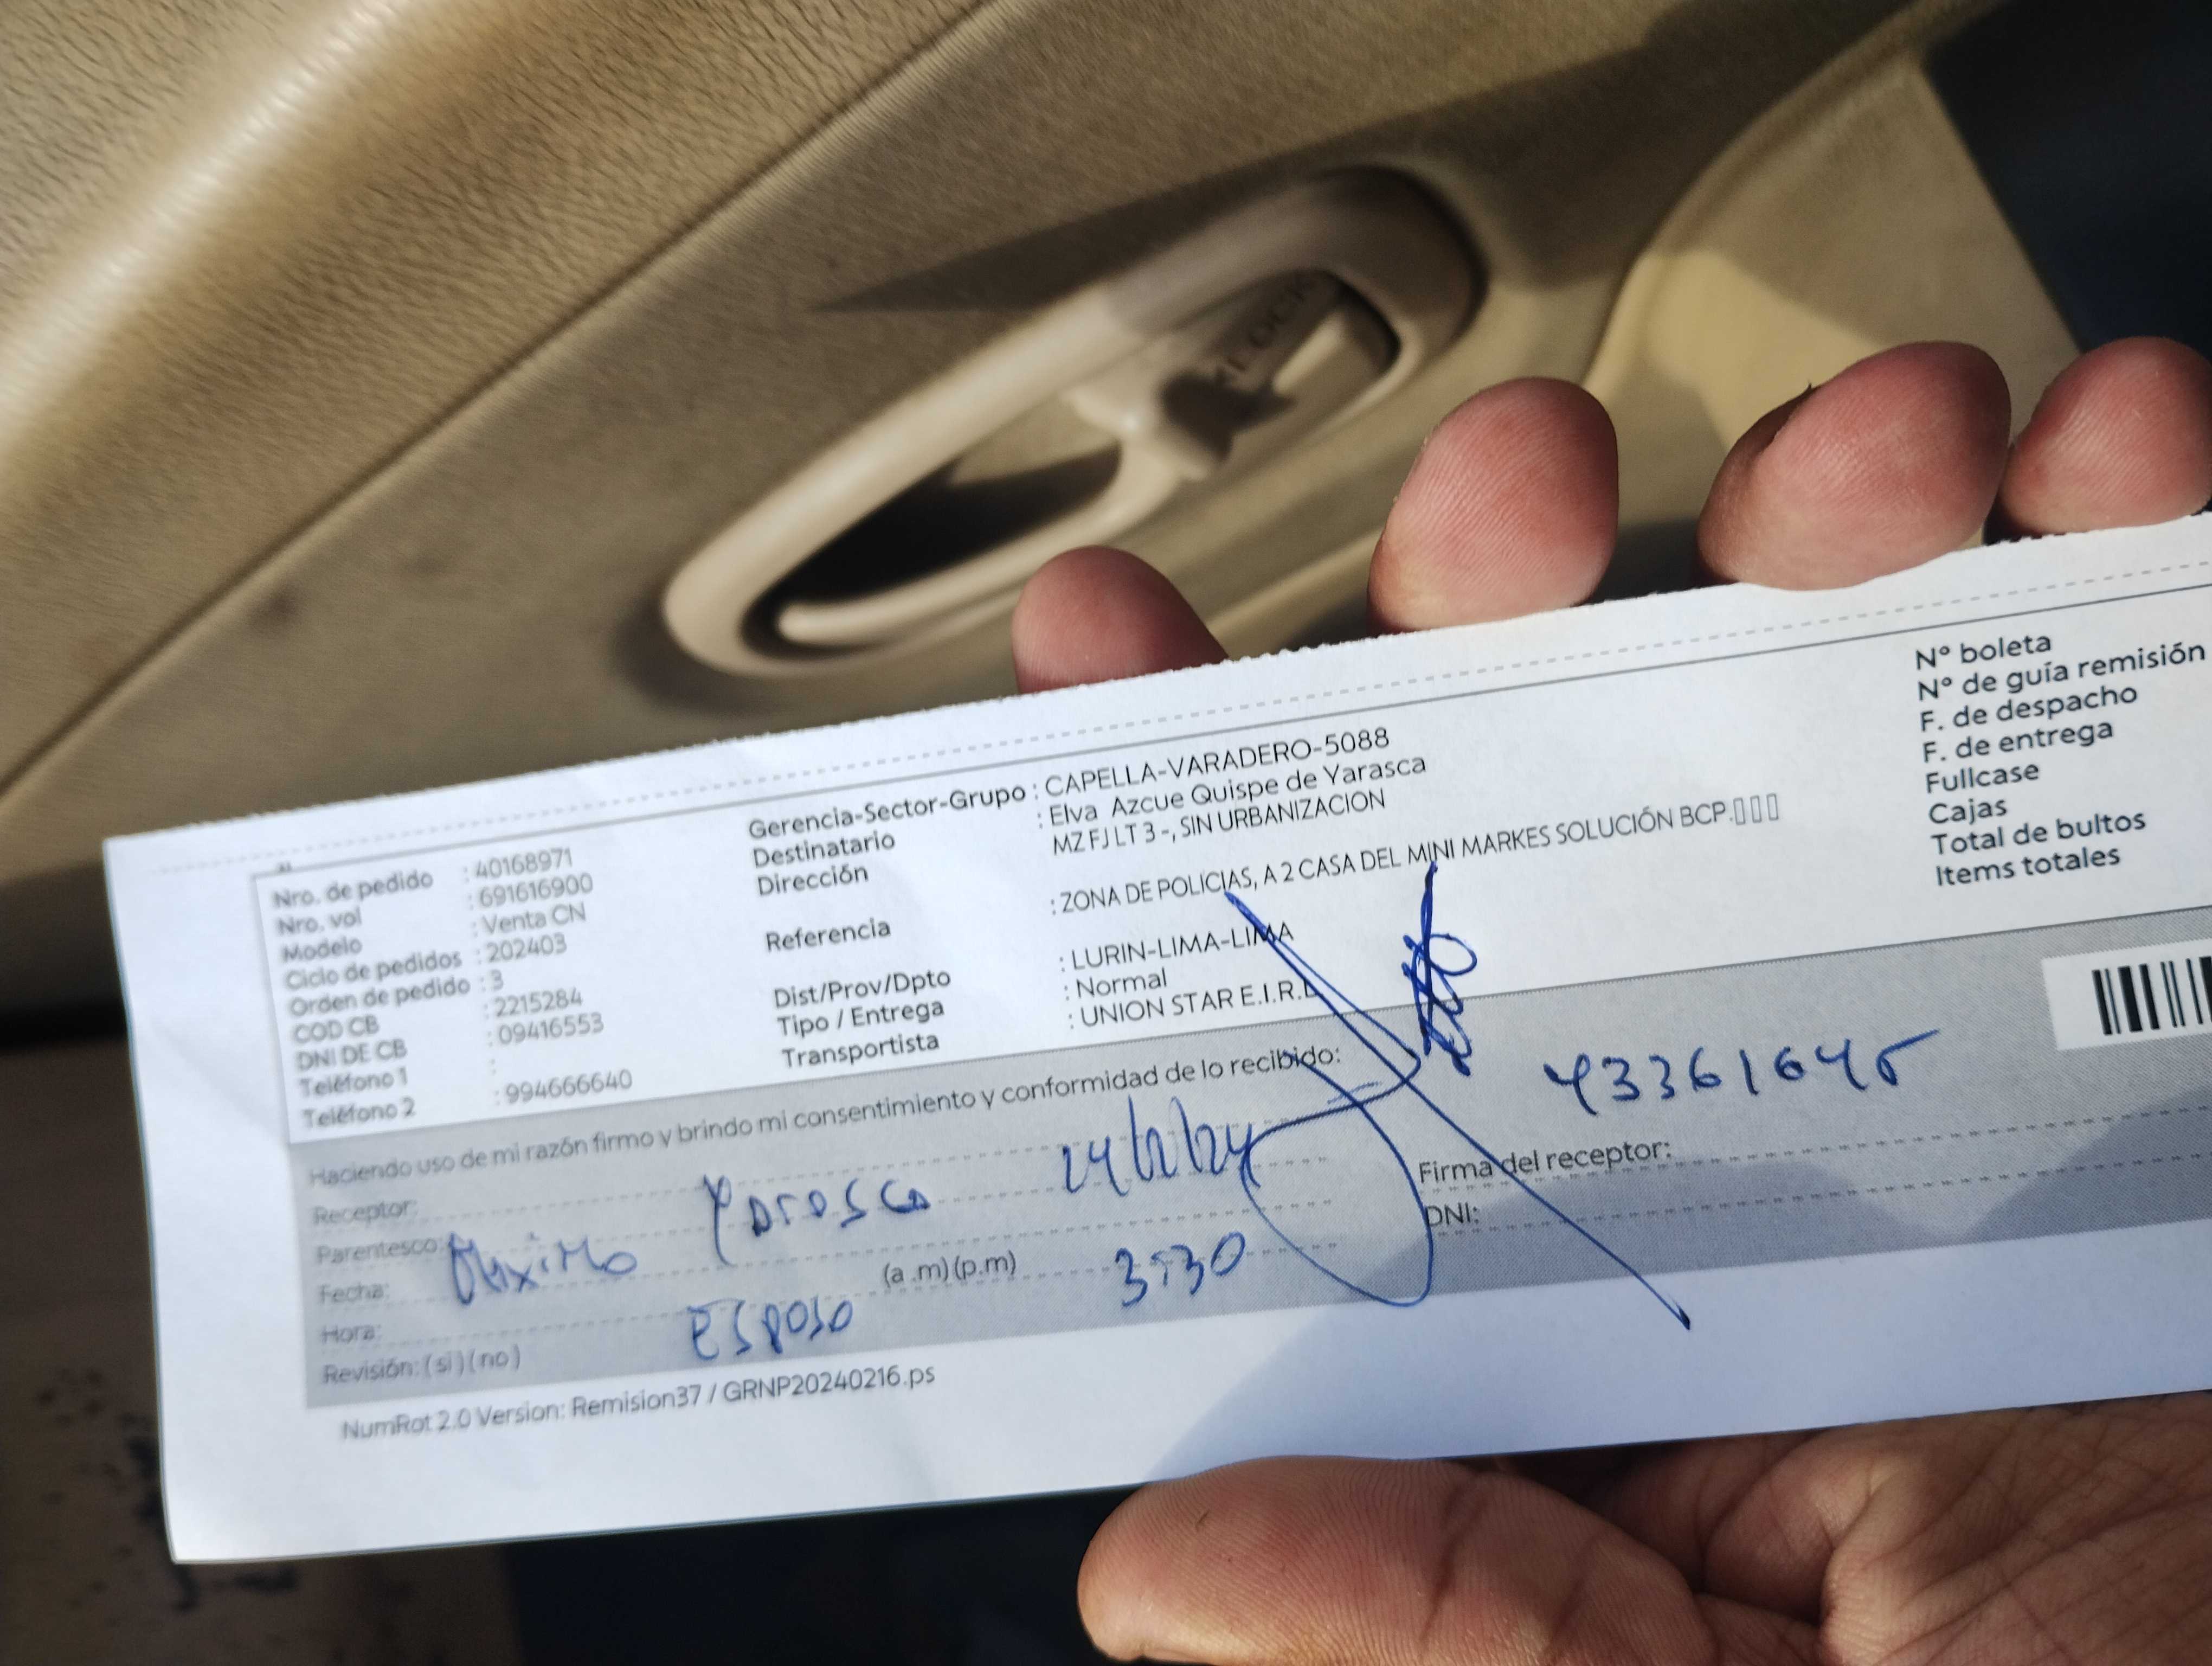 Nro. de pedido : 40168971
Nro. vol : 691616900
Modelo : Venta CN
Ciclo de pedidos : 202403
Orden de pedido : 3
COD CB : 2215284
DNI DE CB : 09416553
Teléfono 1 :
Teléfono 2 : 994666640
Gerencia-Sector-Grupo : CAPELLA-VARADERO-5088
Destinatario : Elva Azcue Quispe de Yarasca
Dirección MZ FJ LT 3 -, SIN URBANIZACION
Referencia : ZONA DE POLICIAS, A 2 CASA DEL MINI MARKES SOLUCIÓN BCP.▯▯▯
Dist/Prov/Dpto : LURIN-LIMA-LIMA
Tipo / Entrega : Normal
Transportista : UNION STAR E.I.R.L
N° boleta
N° de guía remisión
F. de despacho
F. de entrega
Fullcase
Cajas
Total de bultos
Items totales
Haciendo uso de mi razón firmo y brindo mi consentimiento y conformidad de lo recibido:
Receptor:
Parentesco: Maximo Yarasca 24/2/24
Fecha:
Hora: Esposo (a .m) (p.m) 3:30
Revisión: (si) (no)
43361645
Firma del receptor:
DNI:
NumRot 2.0 Version: Remision37 / GRNP20240216.ps